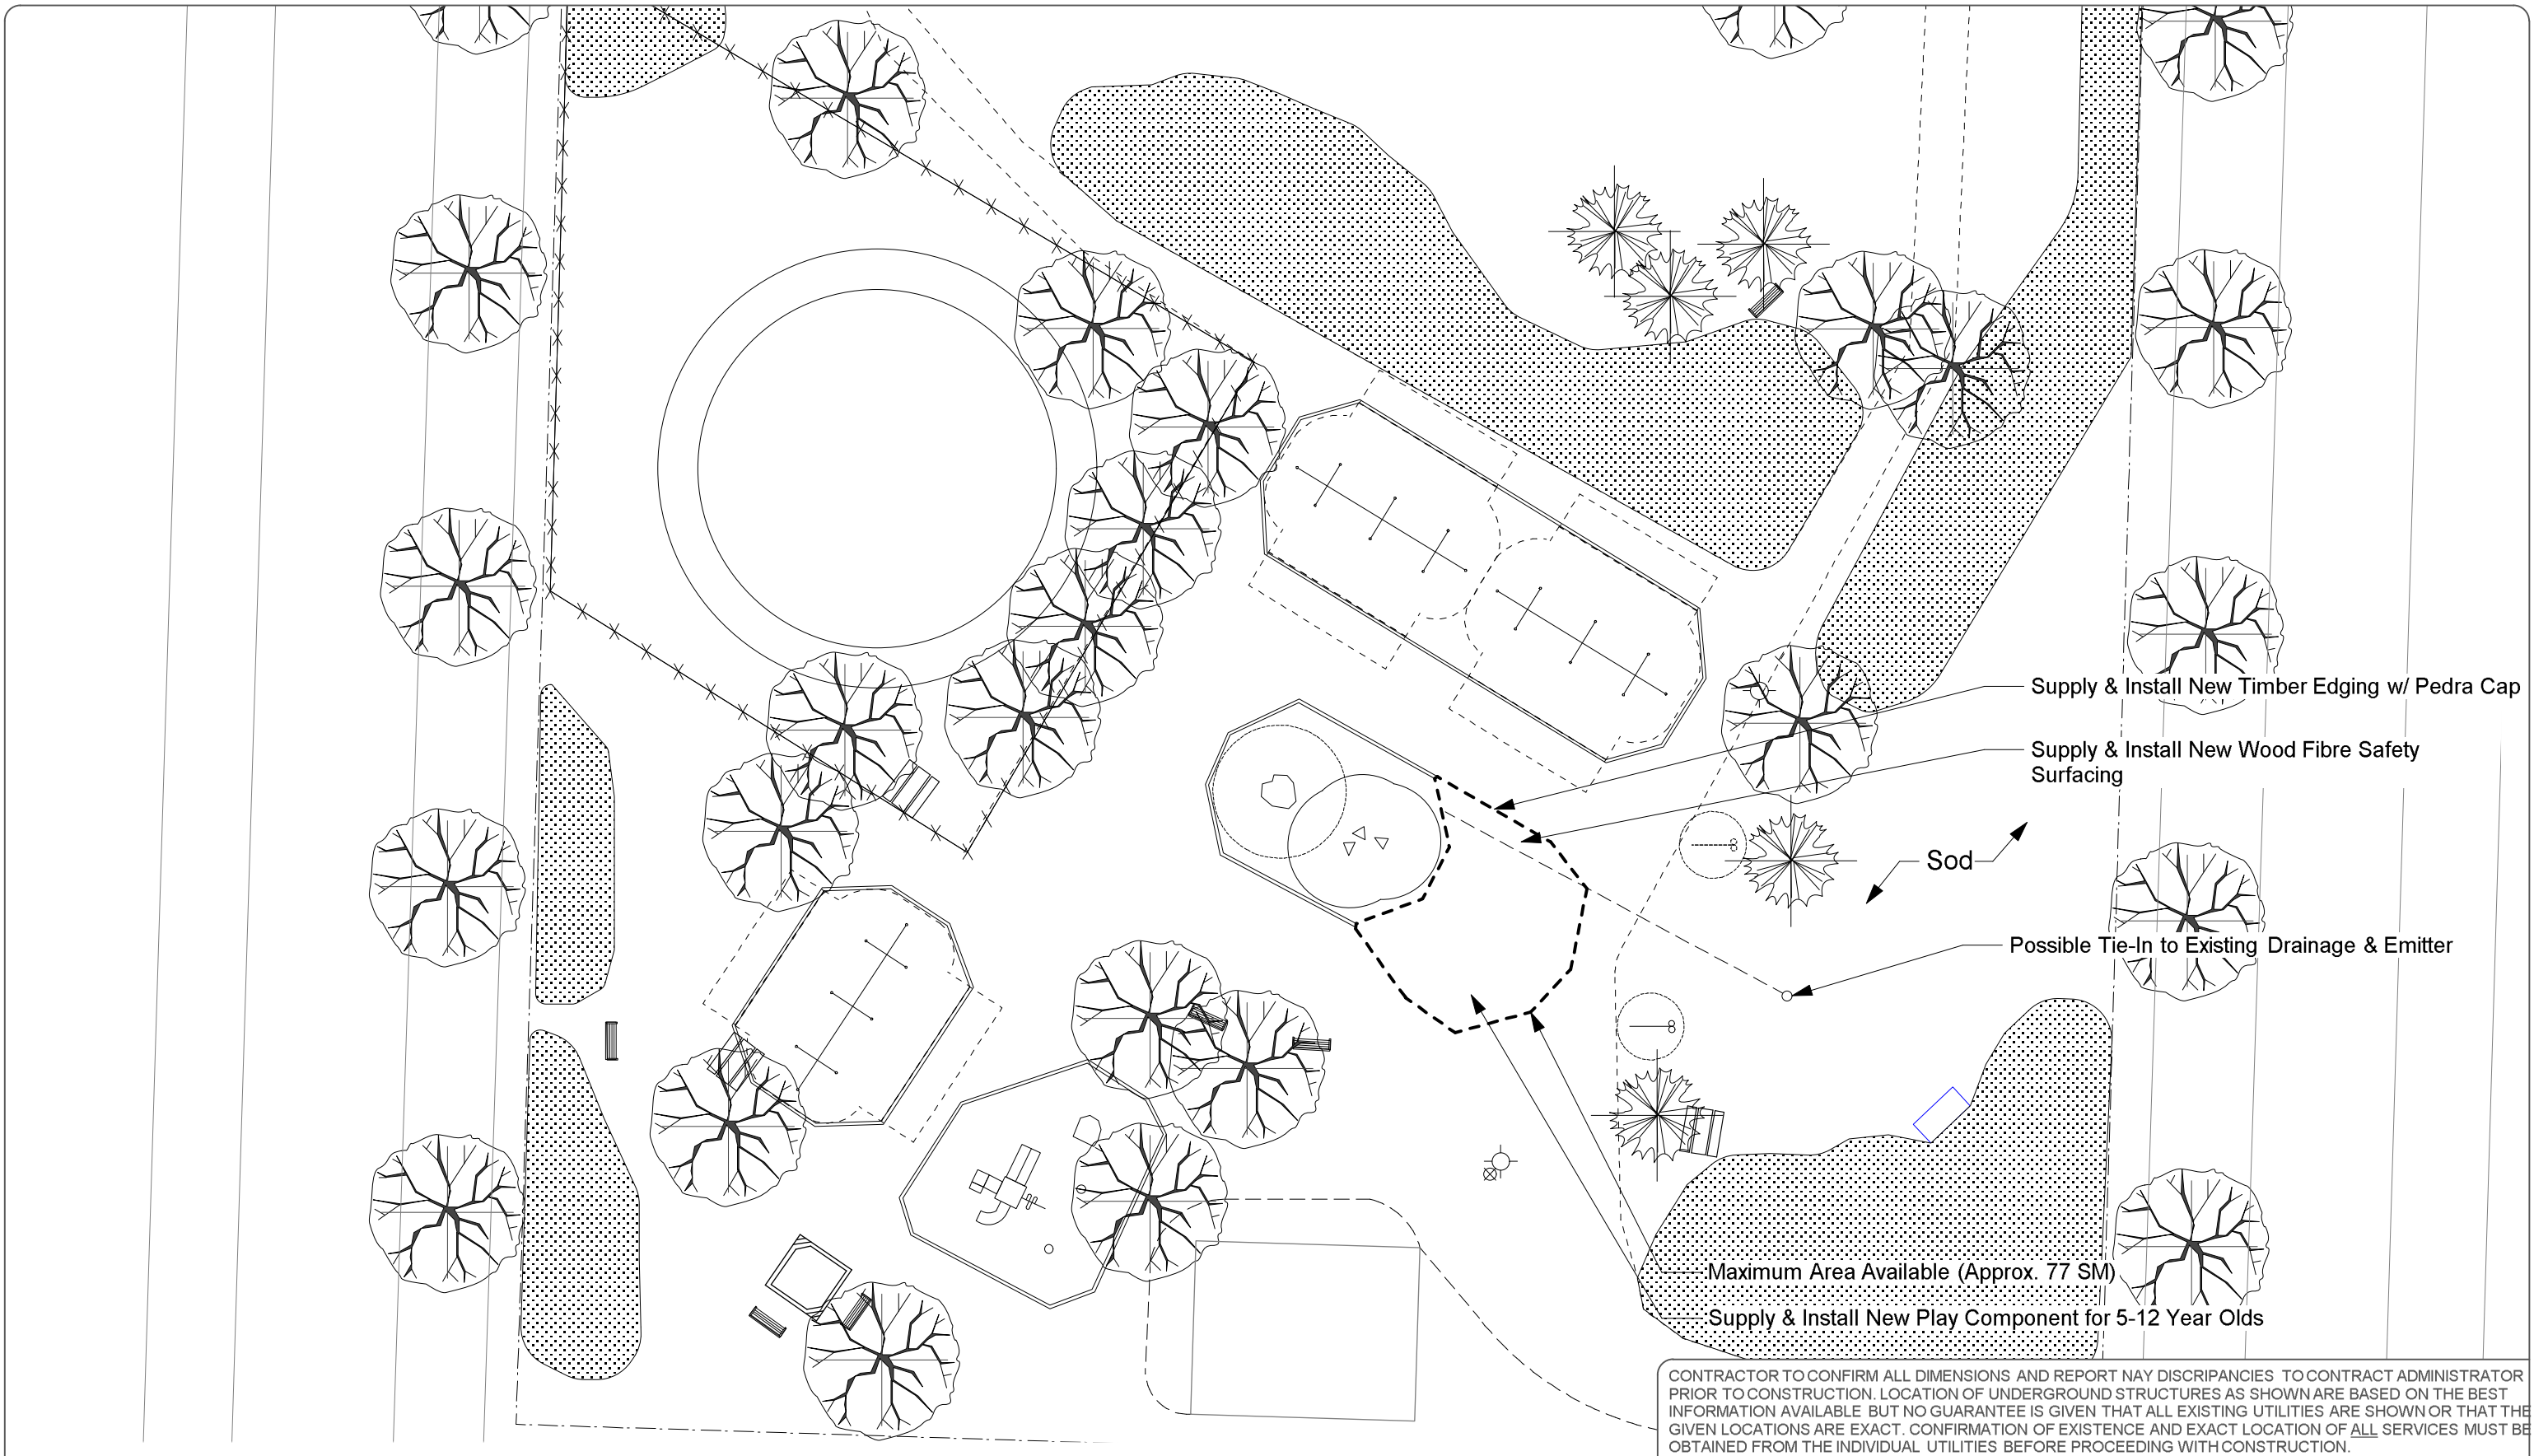 Supply & Install New Timber Edging w/ Pedra Cap
Supply & Install New Wood Fibre Safety
Surfacing
Sod
Possible Tie-In to Existing Drainage & Emitter
Maximum Area Available (Approx. 77 SM)
Supply & Install New Play Component for 5-12 Year Olds
CONTRACTOR TO CONFIRM ALL DIMENSIONS AND REPORT NAY DISCRIPANCIES TO CONTRACT ADMINISTRATOR
PRIOR TO CONSTRUCTION. LOCATION OF UNDERGROUND STRUCTURES AS SHOWN ARE BASED ON THE BEST
INFORMATION AVAILABLE BUT NO GUARANTEE IS GIVEN THAT ALL EXISTING UTILITIES ARE SHOWN OR THAT THE
GIVEN LOCATIONS ARE EXACT. CONFIRMATION OF EXISTENCE AND EXACT LOCATION OF ALL SERVICES MUST BE
OBTAINED FROM THE INDIVIDUAL UTILITIES BEFORE PROCEEDING WITH CONSTRUCTION.